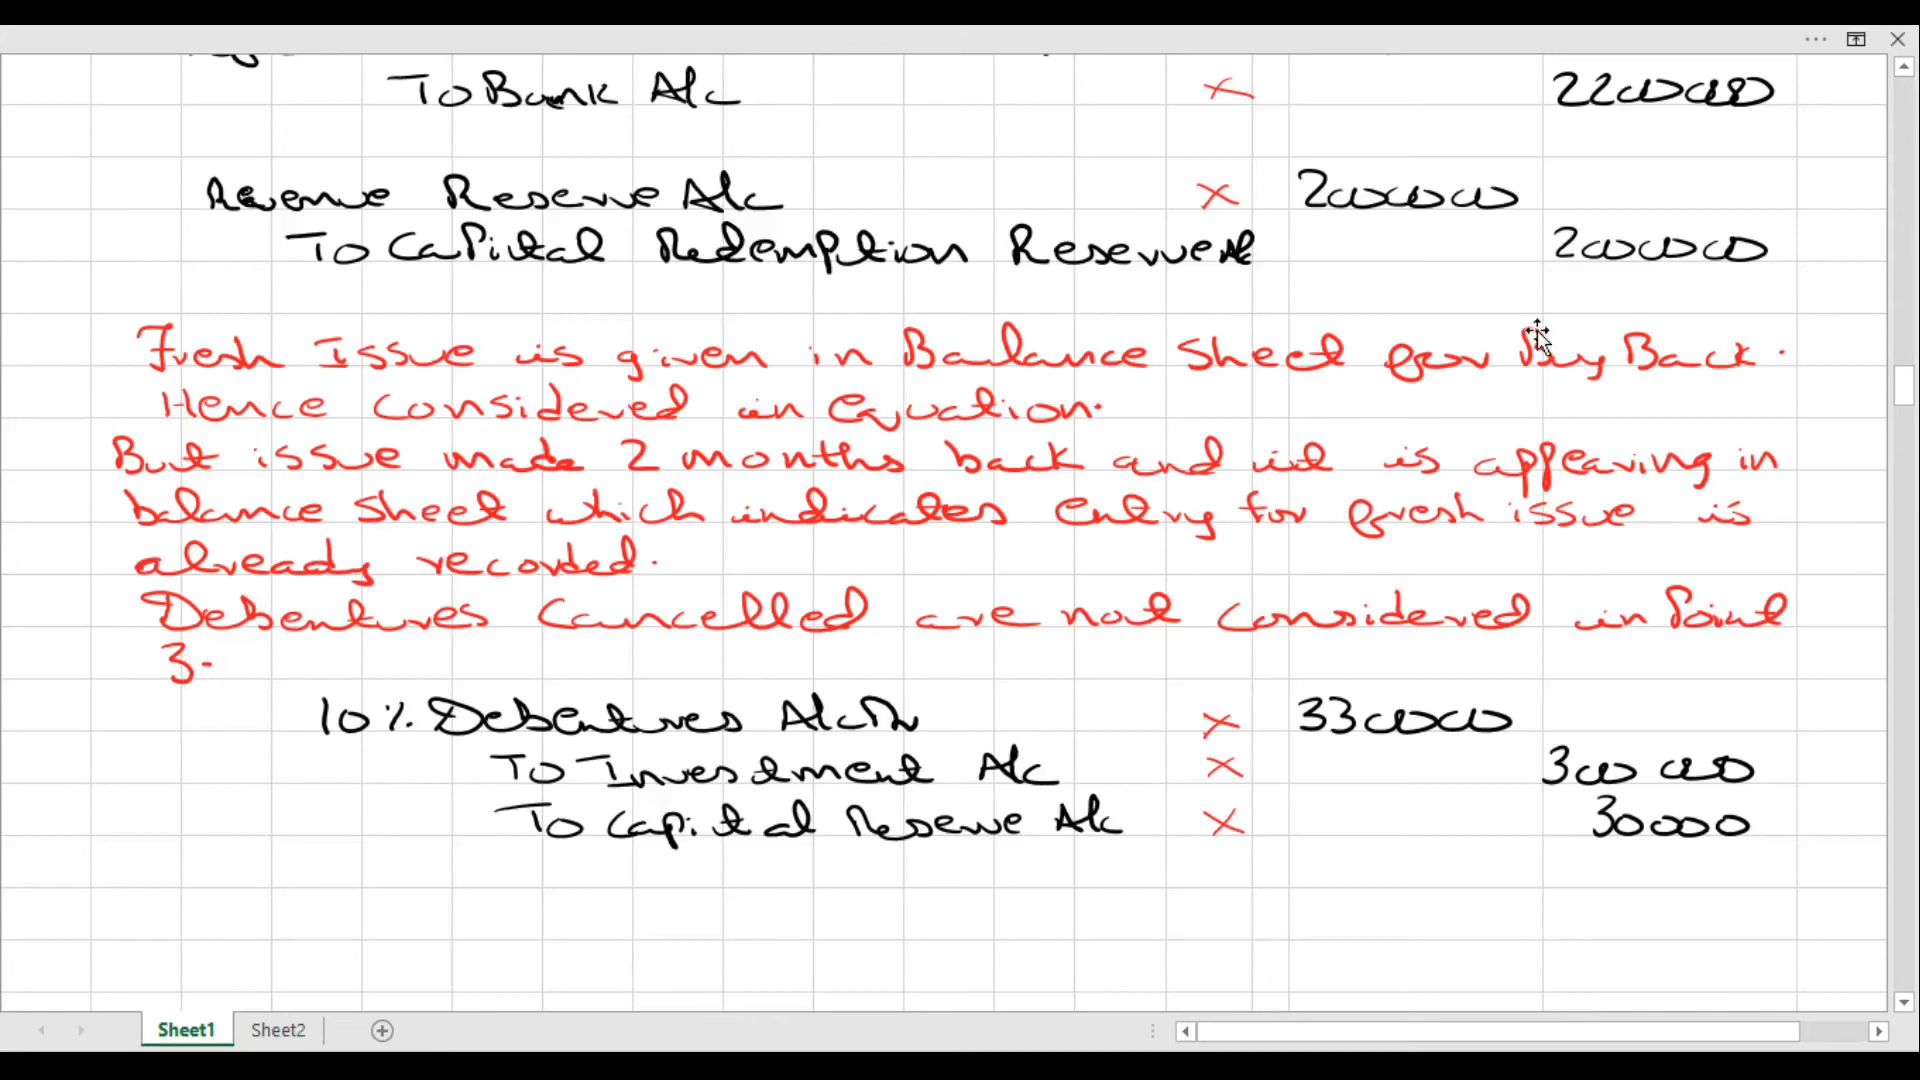 To Bank A/c × 2200000
Revenue Reserve A/c × 2000000
To Capital Redemption Reserve A/c 2000000
Fresh Issue is given in Balance Sheet for Buy Back.
Hence considered in equation.
But issue made 2 months back and it is appearing in
balance sheet which indicates entry for fresh issue is
already recorded.
Debentures cancelled are not considered in Point
3.
10% Debentures A/c Dr × 330000
To Investment A/c × 300000
To Capital Reserve A/c × 30000
Sheet1 Sheet2